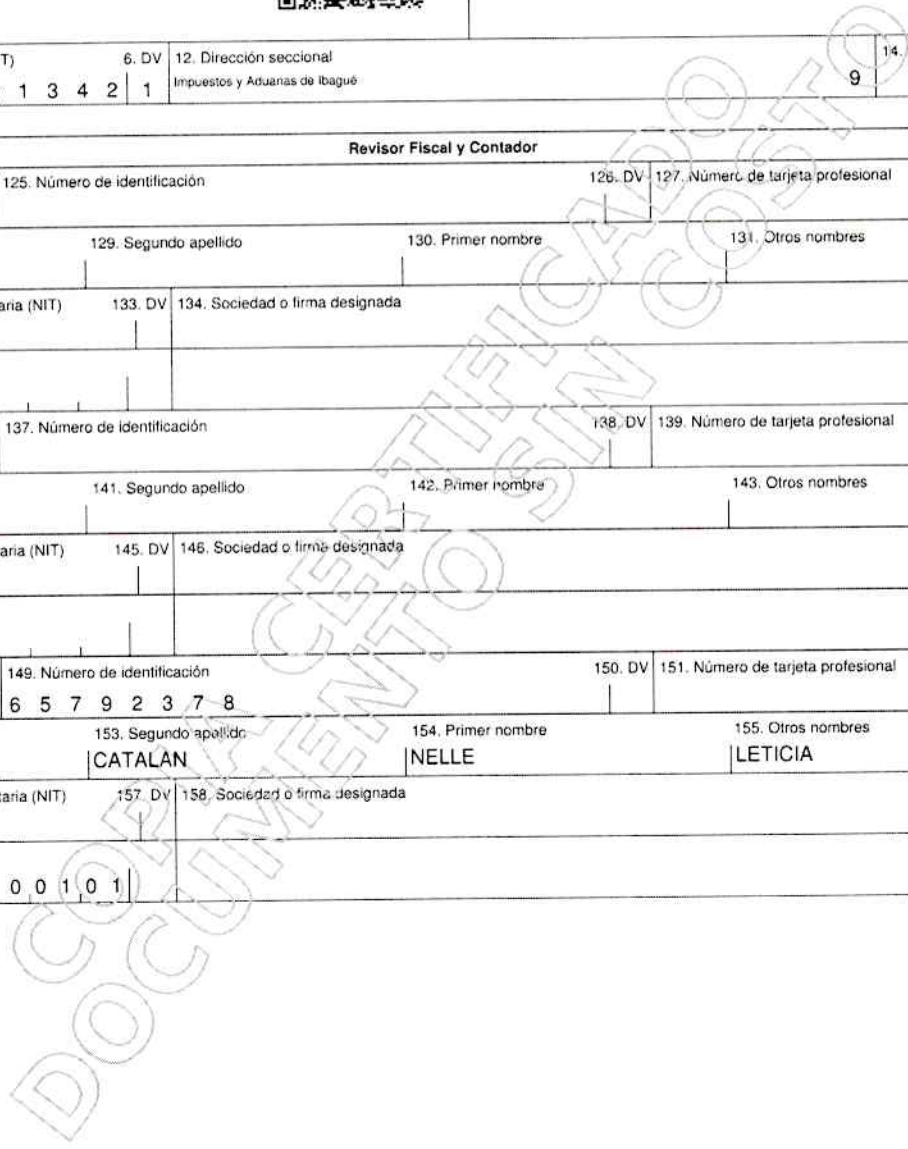 T) 6. DV 12. Dirección seccional 14.
1 3 4 2 1 Impuestos y Aduanas de Ibagué 9
Revisor Fiscal y Contador
125. Número de identificación 126. DV 127. Número de tarjeta profesional
129. Segundo apellido 130. Primer nombre 131. Otros nombres
aria (NIT) 133. DV 134. Sociedad o firma designada
137. Número de identificación 138. DV 139. Número de tarjeta profesional
141. Segundo apellido 142. Primer nombre 143. Otros nombres
aria (NIT) 145. DV 146. Sociedad o firma designada
149. Número de identificación 150. DV 151. Número de tarjeta profesional
6 5 7 9 2 3 7 8
153. Segundo apellido 154. Primer nombre 155. Otros nombres
CATALAN NELLE LETICIA
taria (NIT) 157. DV 158. Sociedad o firma designada
0 0 1 0 1
COPIA CERTIFICADO
DOCUMENTO SIN COSTO